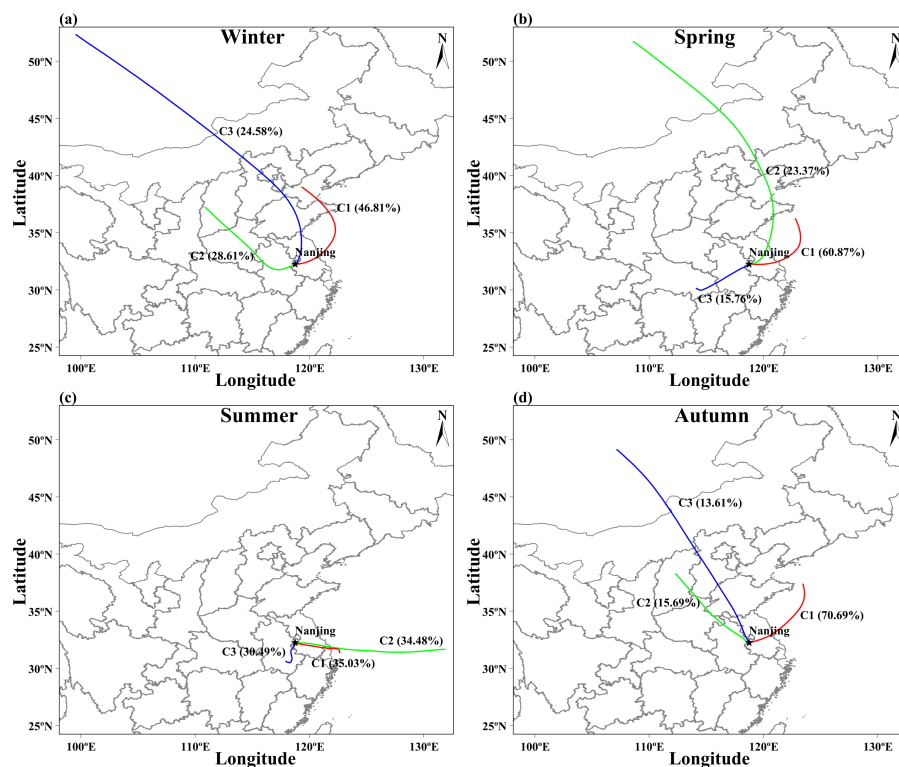 (a)
Winter
N
50°N
45°N
40°N
35°N
30°N
25°N
Latitude
C3 (24.58%)
C1 (46.81%)
C2 (28.61%)
Nanjing
100°E
110°E
120°E
130°E
Longitude
(b)
Spring
N
50°N
45°N
40°N
35°N
30°N
25°N
Latitude
C2 (23.37%)
C1 (60.87%)
Nanjing
C3 (15.76%)
100°E
110°E
120°E
130°E
Longitude
(c)
Summer
N
50°N
45°N
40°N
35°N
30°N
25°N
Latitude
Nanjing
C2 (34.48%)
C3 (30.49%)
C1 (35.03%)
100°E
110°E
120°E
130°E
Longitude
(d)
Autumn
N
50°N
45°N
40°N
35°N
30°N
25°N
Latitude
C3 (13.61%)
C2 (15.69%)
C1 (70.69%)
Nanjing
100°E
110°E
120°E
130°E
Longitude